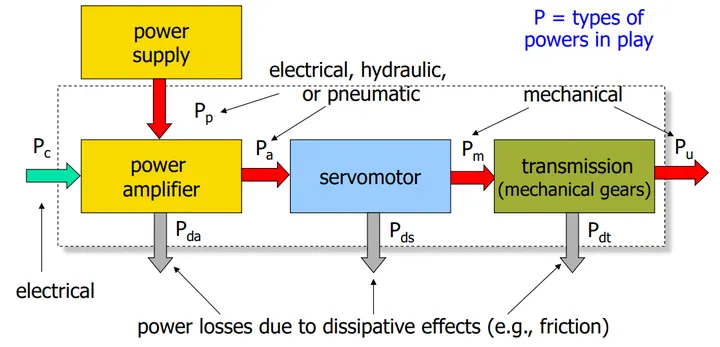 P = types of
powers in play
power
supply
electrical, hydraulic,
or pneumatic
mechanical
Pp
Pc
Pa
Pm
Pu
power
amplifier
servomotor
transmission
(mechanical gears)
Pda
Pds
Pdt
electrical
power losses due to dissipative effects (e.g., friction)